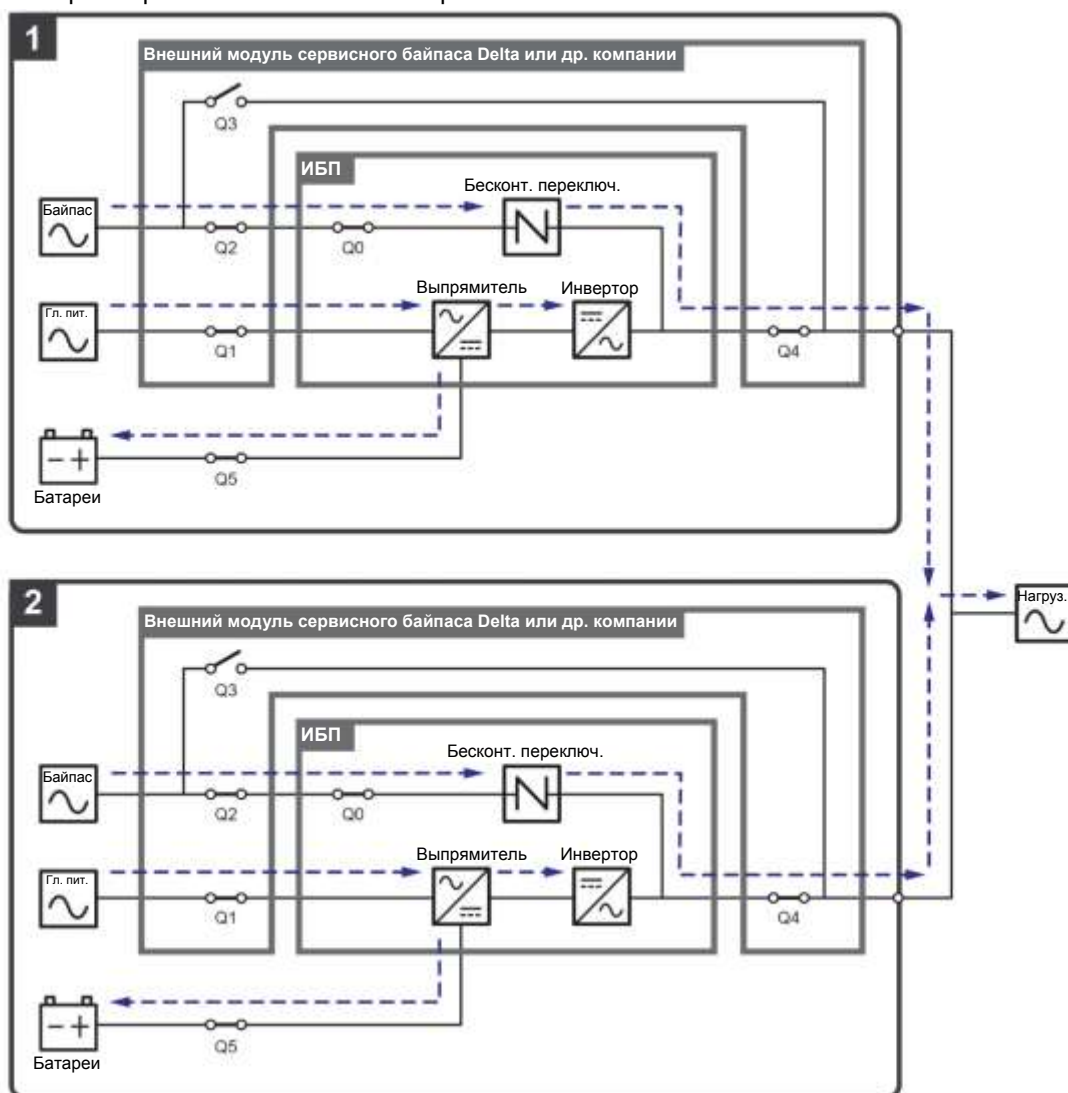 1
Внешний модуль сервисного байпаса Delta или др. компании
Q3
ИБП
Бесконт. переключ.
Байпас
Q2
Q0
Выпрямитель
Инвертор
Гл. пит.
Q1
Q4
Q5
Батареи
2
Внешний модуль сервисного байпаса Delta или др. компании
Нагруз.
Q3
ИБП
Бесконт. переключ.
Байпас
Q2
Q0
Выпрямитель
Инвертор
Гл. пит.
Q1
Q4
Q5
Батареи